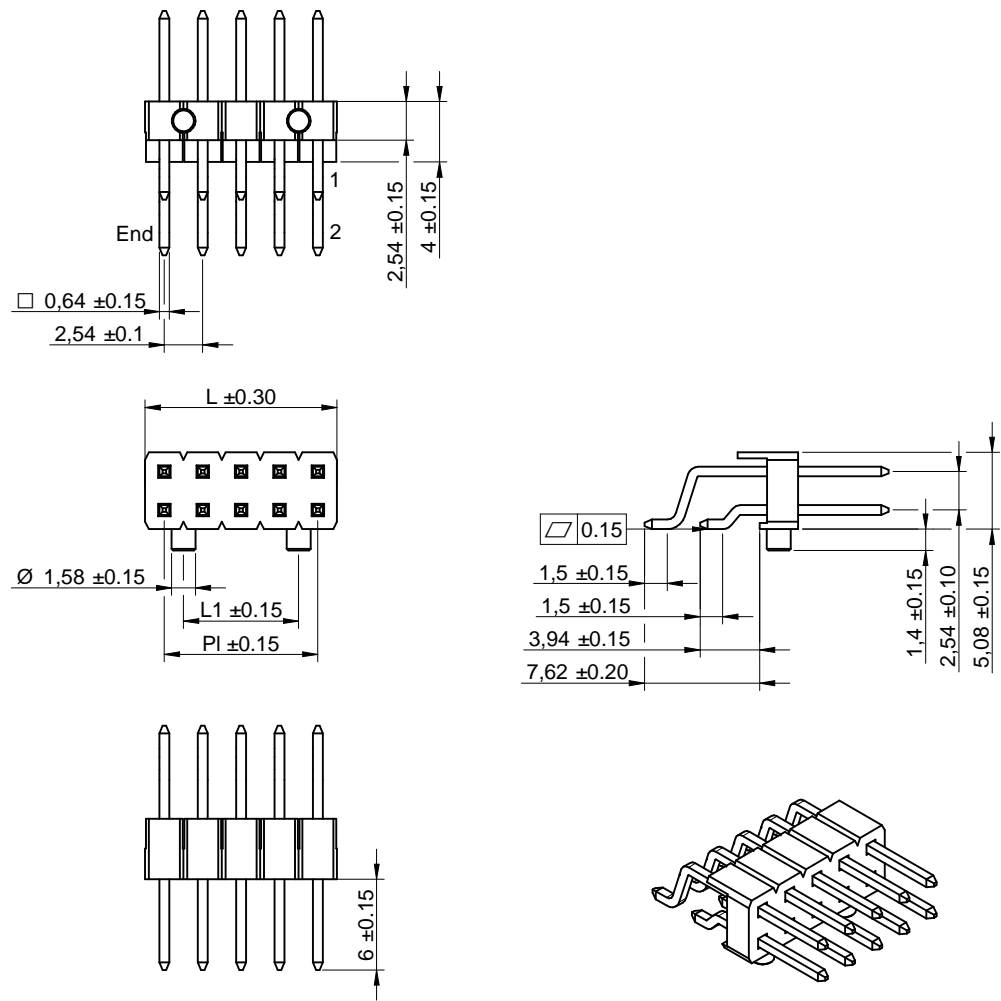 1
End
2
2,54 ±0.15
4 ±0.15
□ 0,64 ±0.15
2,54 ±0.1
L ±0.30
0.15
Ø 1,58 ±0.15
L1 ±0.15
Pl ±0.15
1,5 ±0.15
1,5 ±0.15
3,94 ±0.15
7,62 ±0.20
1,4 ±0.15
2,54 ±0.10
5,08 ±0.15
6 ±0.15